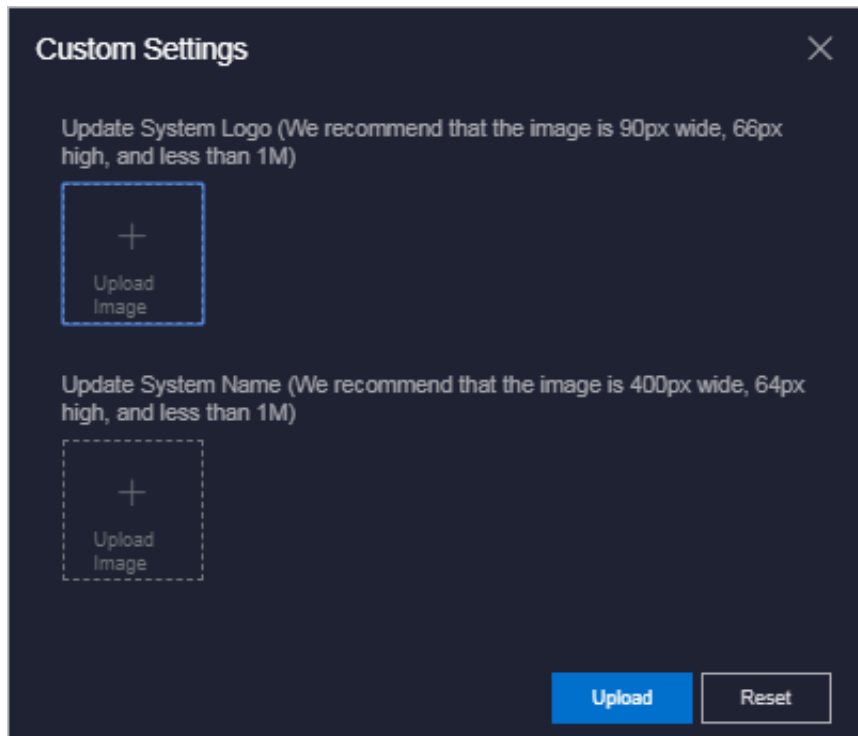 Custom Settings
Update System Logo (We recommend that the image is 90px wide, 66px
high, and less than 1M)
Upload
Image
Update System Name (We recommend that the image is 400px wide, 64px
high, and less than 1M)
Upload
Image
Upload
Reset